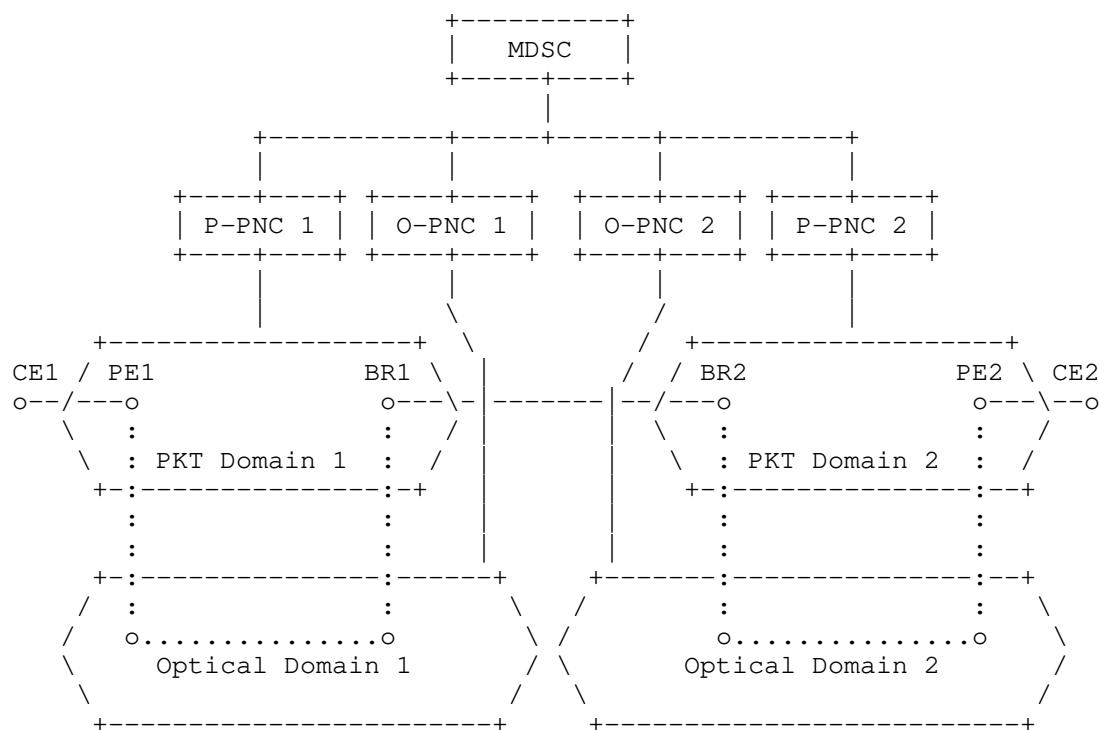 MDSC
P-PNC 1 O-PNC 1 O-PNC 2 P-PNC 2
CE1 PE1 BR1 BR2 PE2 CE2
PKT Domain 1 PKT Domain 2
Optical Domain 1 Optical Domain 2